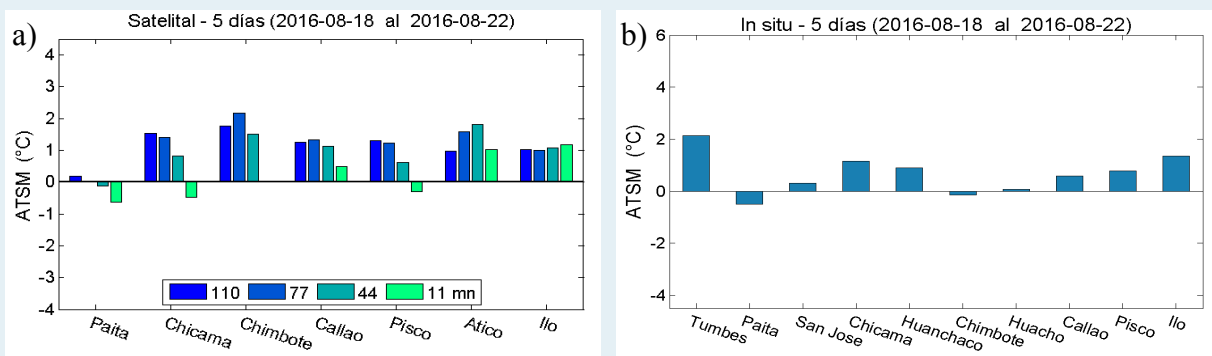 a)
Satelital - 5 días (2016-08-18 al 2016-08-22)
ATSM (°C)
4
3
2
1
0
-1
-2
-3
-4
110 77 44 11 mn
Paita Chicama Chimbote Callao Pisco Atico Ilo
b)
In situ - 5 días (2016-08-18 al 2016-08-22)
ATSM (°C)
6
4
2
0
-2
-4
Tumbes Paita San Jose Chicama Huanchaco Chimbote Huacho Callao Pisco Ilo